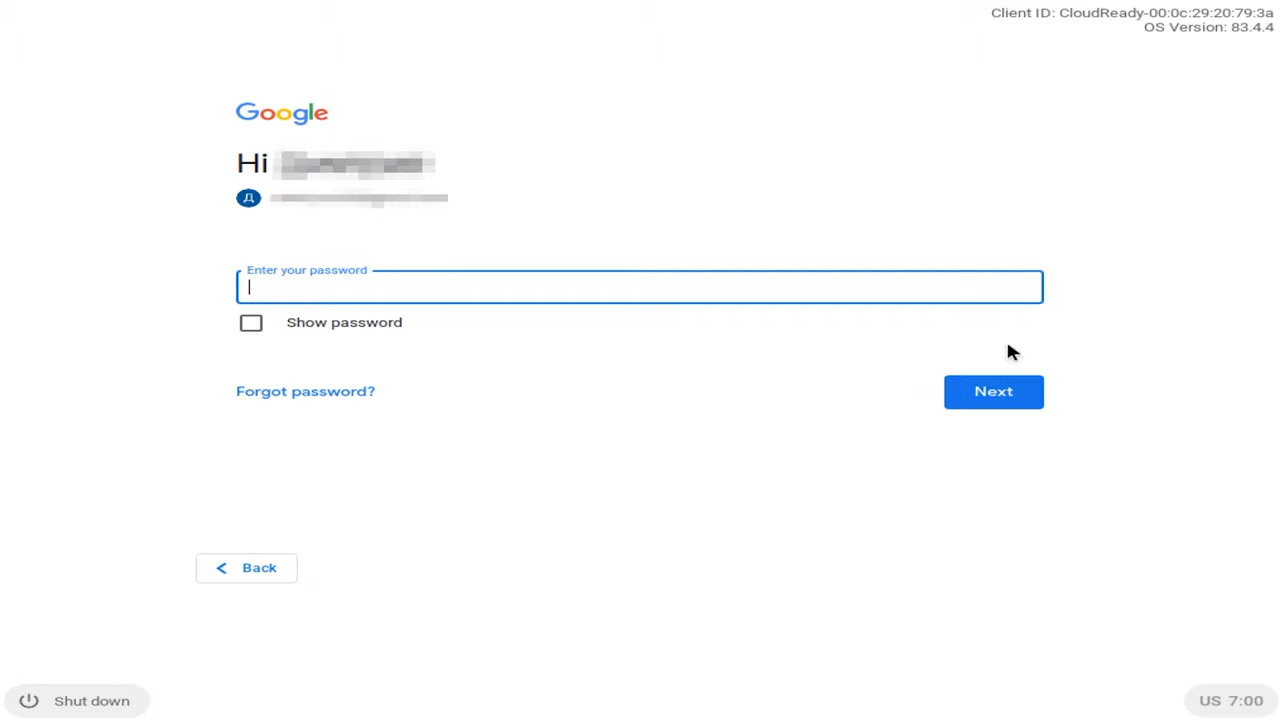 Client ID: CloudReady-00:0c:29:20:79:3a
OS Version: 83.4.4
Google
Hi
Д
Enter your password
Show password
Forgot password?
Next
Back
Shut down
US 7:00